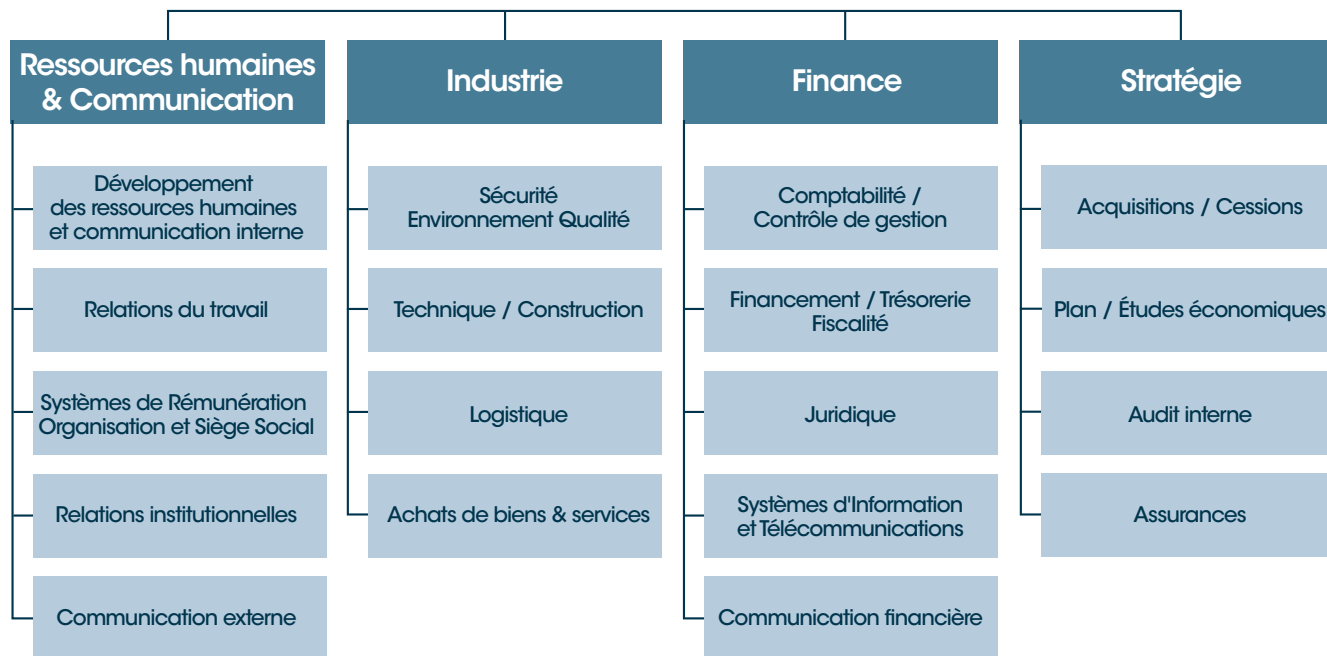 Ressources humaines
& Communication
Développement
des ressources humaines
et communication interne
Relations du travail
Systèmes de Rémunération
Organisation et Siège Social
Relations institutionnelles
Communication externe
Industrie
Sécurité
Environnement Qualité
Technique / Construction
Logistique
Achats de biens & services
Finance
Comptabilité /
Contrôle de gestion
Financement / Trésorerie
Fiscalité
Juridique
Systèmes d'Information
et Télécommunications
Communication financière
Stratégie
Acquisitions / Cessions
Plan / Études économiques
Audit interne
Assurances